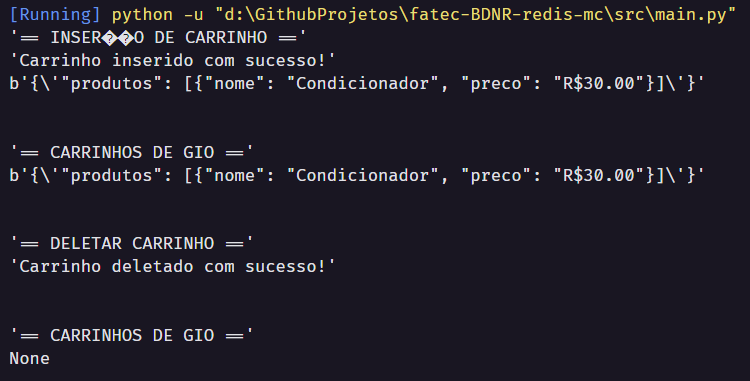 [Running] python -u "d:\GithubProjetos\fatec-BDNR-redis-mc\src\main.py"
'== INSER��O DE CARRINHO =='
'Carrinho inserido com sucesso!'
b'{\'"produtos": [{"nome": "Condicionador", "preco": "R$30.00"}]\'}'
'== CARRINHOS DE GIO =='
b'{\'"produtos": [{"nome": "Condicionador", "preco": "R$30.00"}]\'}'
'== DELETAR CARRINHO =='
'Carrinho deletado com sucesso!'
'== CARRINHOS DE GIO =='
None